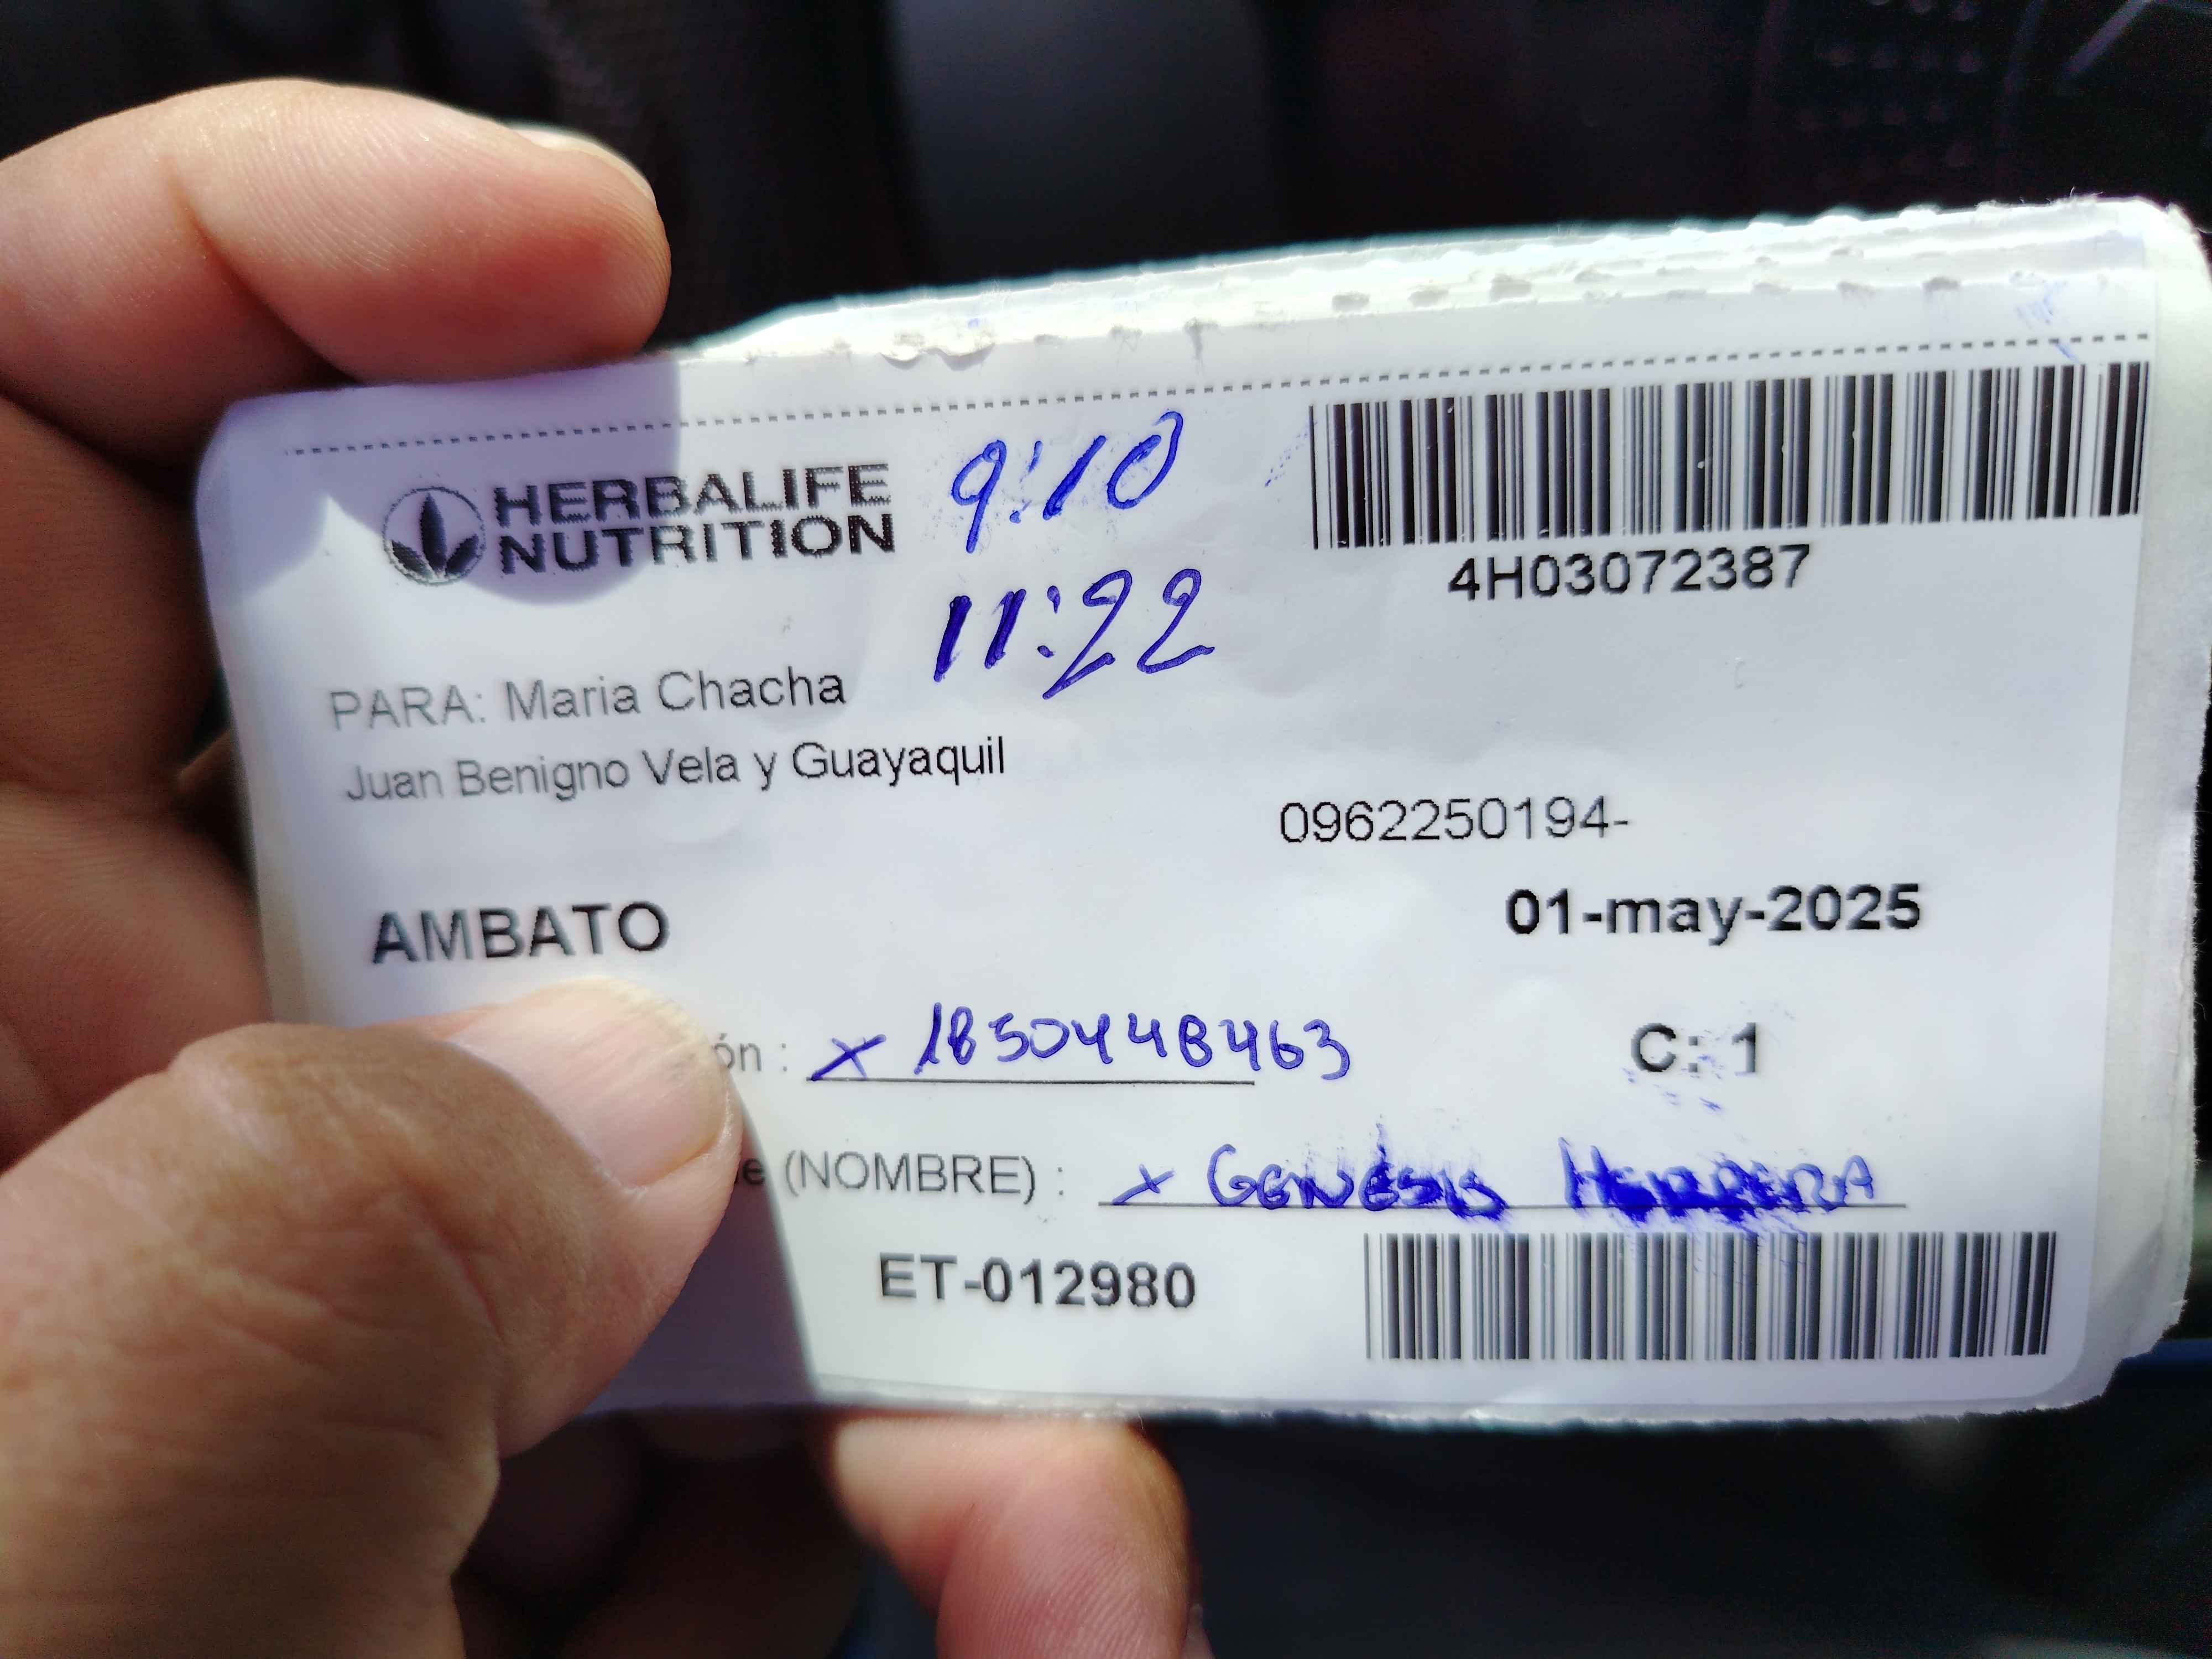 HERBALIFE
NUTRITION
9:10
11:22
4H03072387
PARA: Maria Chacha
Juan Benigno Vela y Guayaquil
0962250194-
AMBATO
01-may-2025
ón : x 18504448463
C: 1
e (NOMBRE) : x GENESIS HERRERA
ET-012980